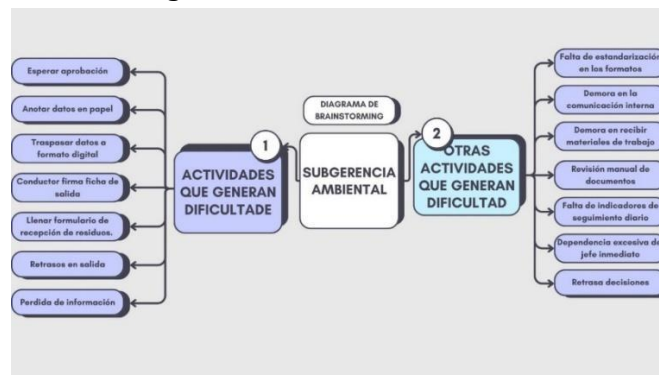 DIAGRAMA DE
BRAINSTORMING
SUBGERENCIA
AMBIENTAL
1
ACTIVIDADES
QUE GENERAN
DIFICULTADE
Esperar aprobación
Anotar datos en papel
Traspasar datos a
formato digital
Conductor firma ficha de
salida
Llenar formulario de
recepción de residuos.
Retrasos en salida
Perdida de información
2
OTRAS
ACTIVIDADES
QUE GENERAN
DIFICULTAD
Falta de estandarización
en los formatos
Demora en la
comunicación interna
Demora en recibir
materiales de trabajo
Revisión manual de
documentos
Falta de indicadores de
seguimiento diario
Dependencia excesiva de
jefe inmediato
Retrasa decisiones